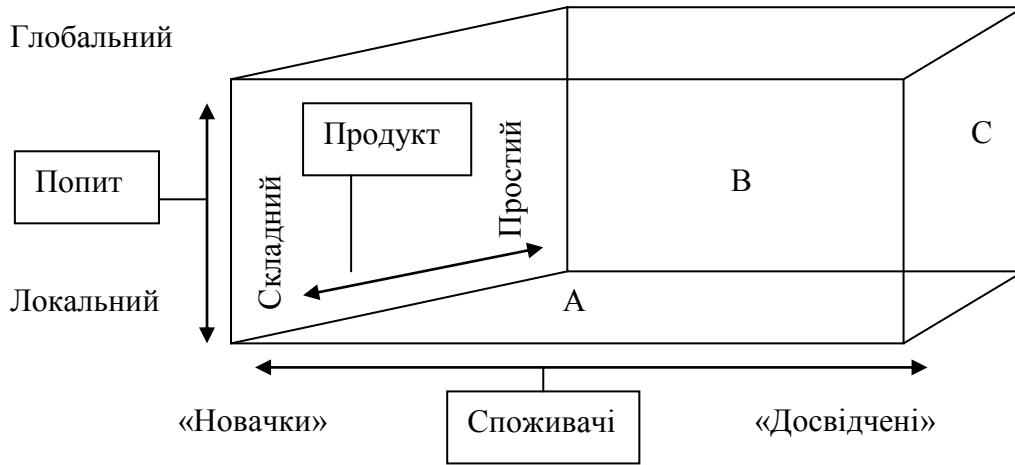 Глобальний
Продукт
Простий
С
Попит
В
Складний
Локальний
А
«Новачки»
Споживачі
«Досвідчені»